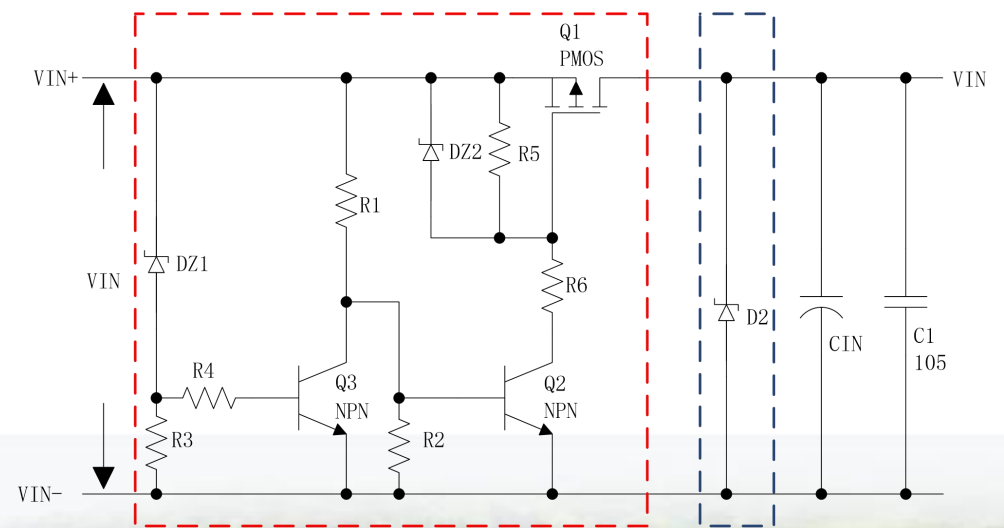 Q1
PMOS
VIN+
VIN
DZ2
R5
R1
DZ1
VIN
R6
D2
CIN
C1
105
R4
Q3
NPN
Q2
NPN
R3
R2
VIN-